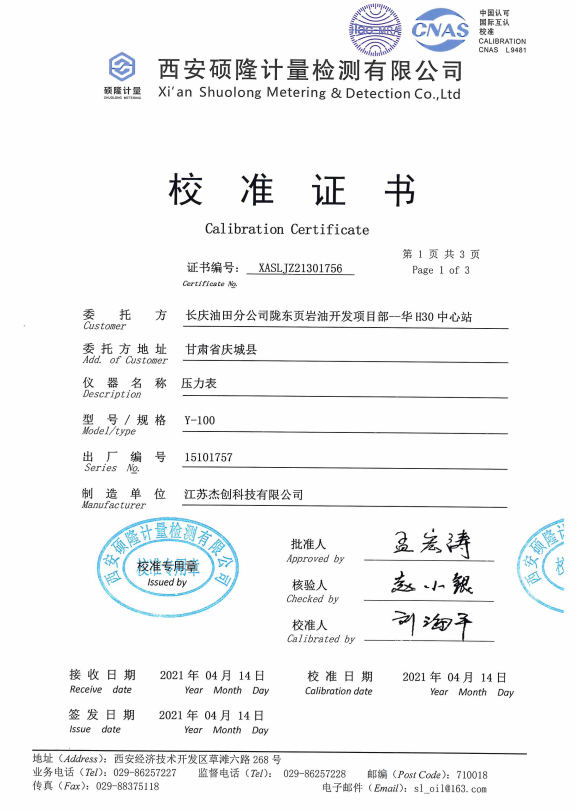 ILAC-MRA
CNAS
中国认可
国际互认
校准
CALIBRATION
CNAS L9481
硕隆计量
SHUOLONG METERING
西安硕隆计量检测有限公司
Xi'an Shuolong Metering & Detection Co.,Ltd
校 准 证 书
Calibration Certificate
第 1 页 共 3 页
Page 1 of 3
证书编号： XASLJZ21301756
Certificate No.
委 托 方 长庆油田分公司陇东页岩油开发项目部--华 H30 中心站
Customer
委 托 方 地 址 甘肃省庆城县
Add. of Customer
仪 器 名 称 压力表
Description
型 号 / 规 格 Y-100
Model/type
出 厂 编 号 15101757
Series No.
制 造 单 位 江苏杰创科技有限公司
Manufacturer
西安硕隆计量检测有限公司
校准专用章
校准专用章
Issued by
批准人 孟宏涛
Approved by
核验人 赵小银
Checked by
校准人 刘海平
Calibrated by
西安硕隆
接 收 日 期 2021 年 04 月 14 日 校 准 日 期 2021 年 04 月 14 日
Receive date Year Month Day Calibration date Year Month Day
签 发 日 期 2021 年 04 月 14 日
Issue date Year Month Day
地址 (Address)：西安经济技术开发区草滩六路 268 号
业务电话 (Tel)：029-86257227 监督电话 (Tel)： 029-86257228 邮编 (Post Code)：710018
传真 (Fax)：029-88375118 电子邮件 (Email)：sl_oil@163.com